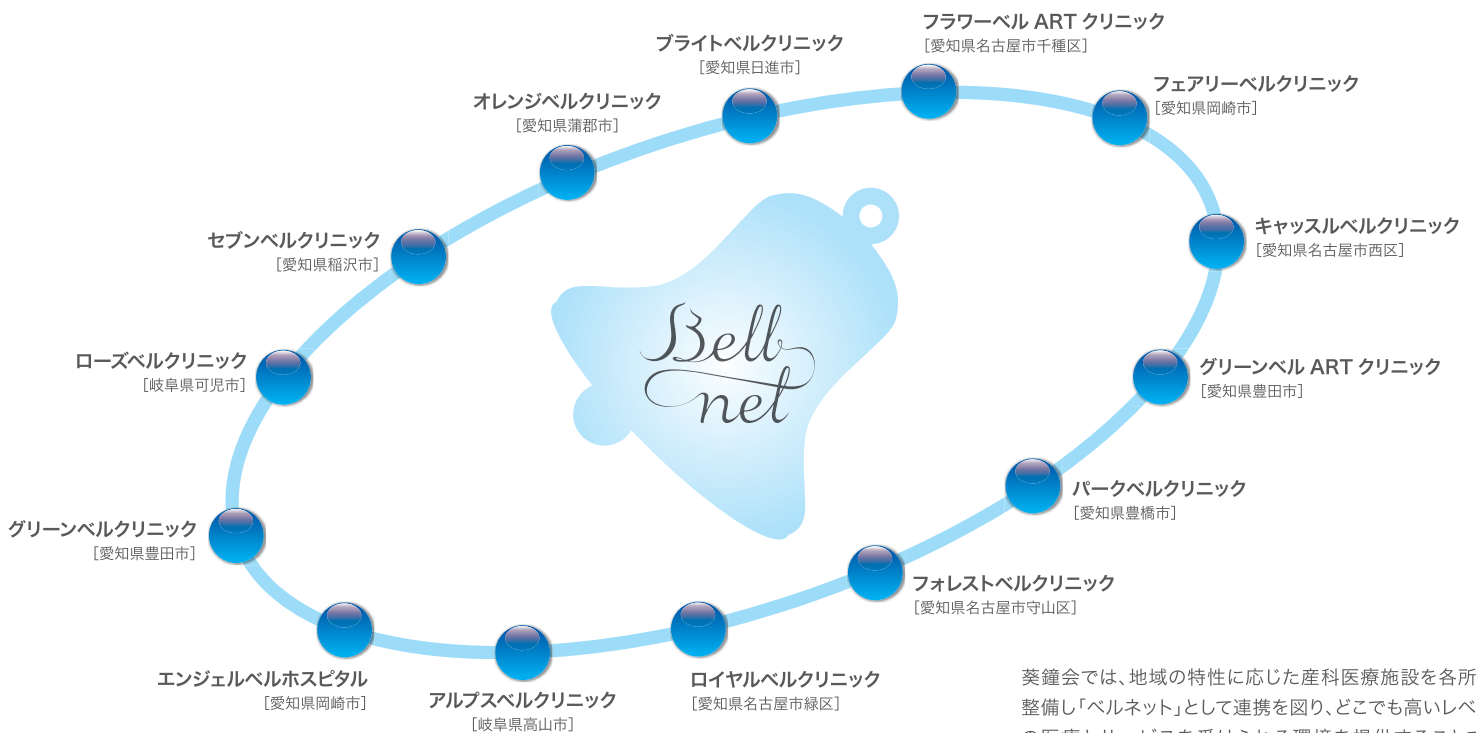 フラワーベル ART クリニック
[愛知県名古屋市千種区]
ブライトベルクリニック
[愛知県日進市]
フェアリーベルクリニック
[愛知県岡崎市]
オレンジベルクリニック
[愛知県蒲郡市]
キャッスルベルクリニック
[愛知県名古屋市西区]
セブンベルクリニック
[愛知県稲沢市]
Bell
net
ローズベルクリニック
[岐阜県可児市]
グリーンベル ART クリニック
[愛知県豊田市]
パークベルクリニック
[愛知県豊橋市]
グリーンベルクリニック
[愛知県豊田市]
フォレストベルクリニック
[愛知県名古屋市守山区]
エンジェルベルホスピタル
[愛知県岡崎市]
アルプスベルクリニック
[岐阜県高山市]
ロイヤルベルクリニック
[愛知県名古屋市緑区]
葵鐘会では、地域の特性に応じた産科医療施設を各所
整備し「ベルネット」として連携を図り、どこでも高いレベ